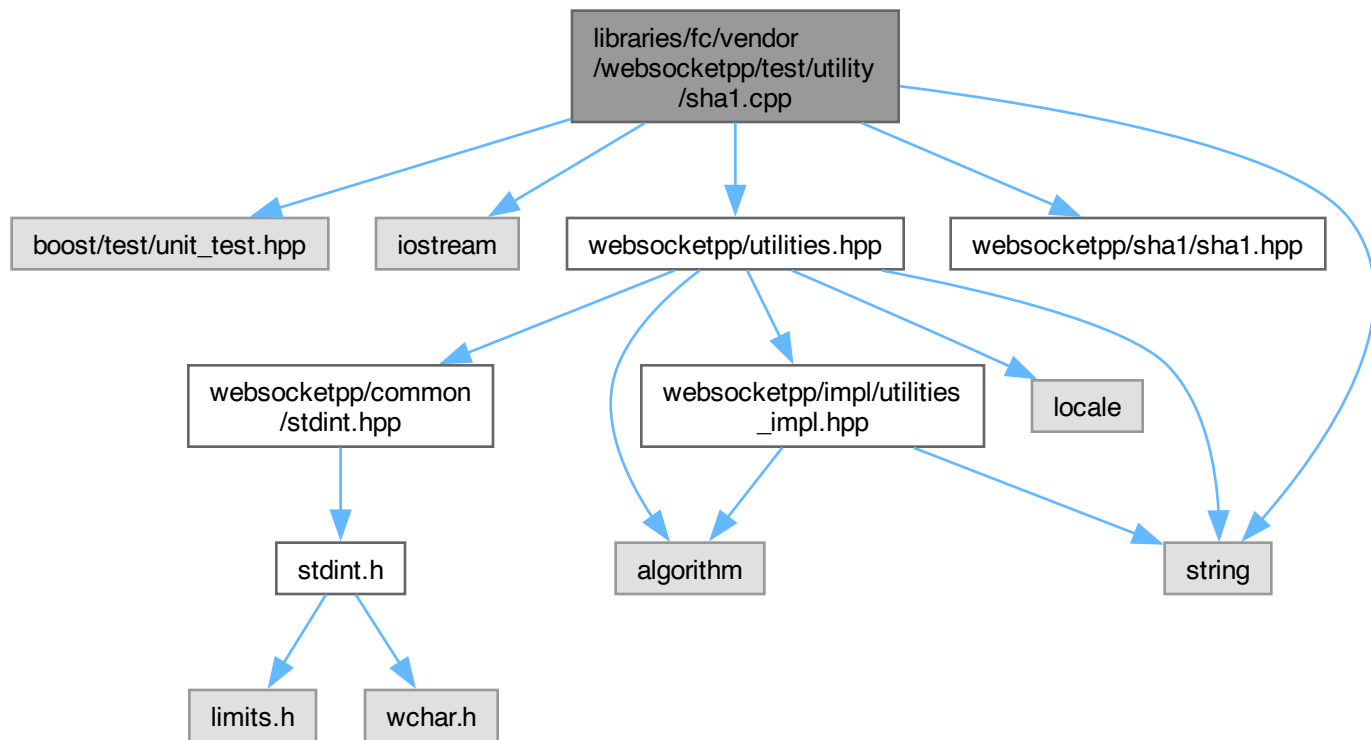 libraries/fc/vendor
/websocketpp/test/utility
/sha1.cpp
boost/test/unit_test.hpp
iostream
websocketpp/utilities.hpp
websocketpp/sha1/sha1.hpp
websocketpp/common
/stdint.hpp
websocketpp/impl/utilities
_impl.hpp
locale
stdint.h
algorithm
string
limits.h
wchar.h